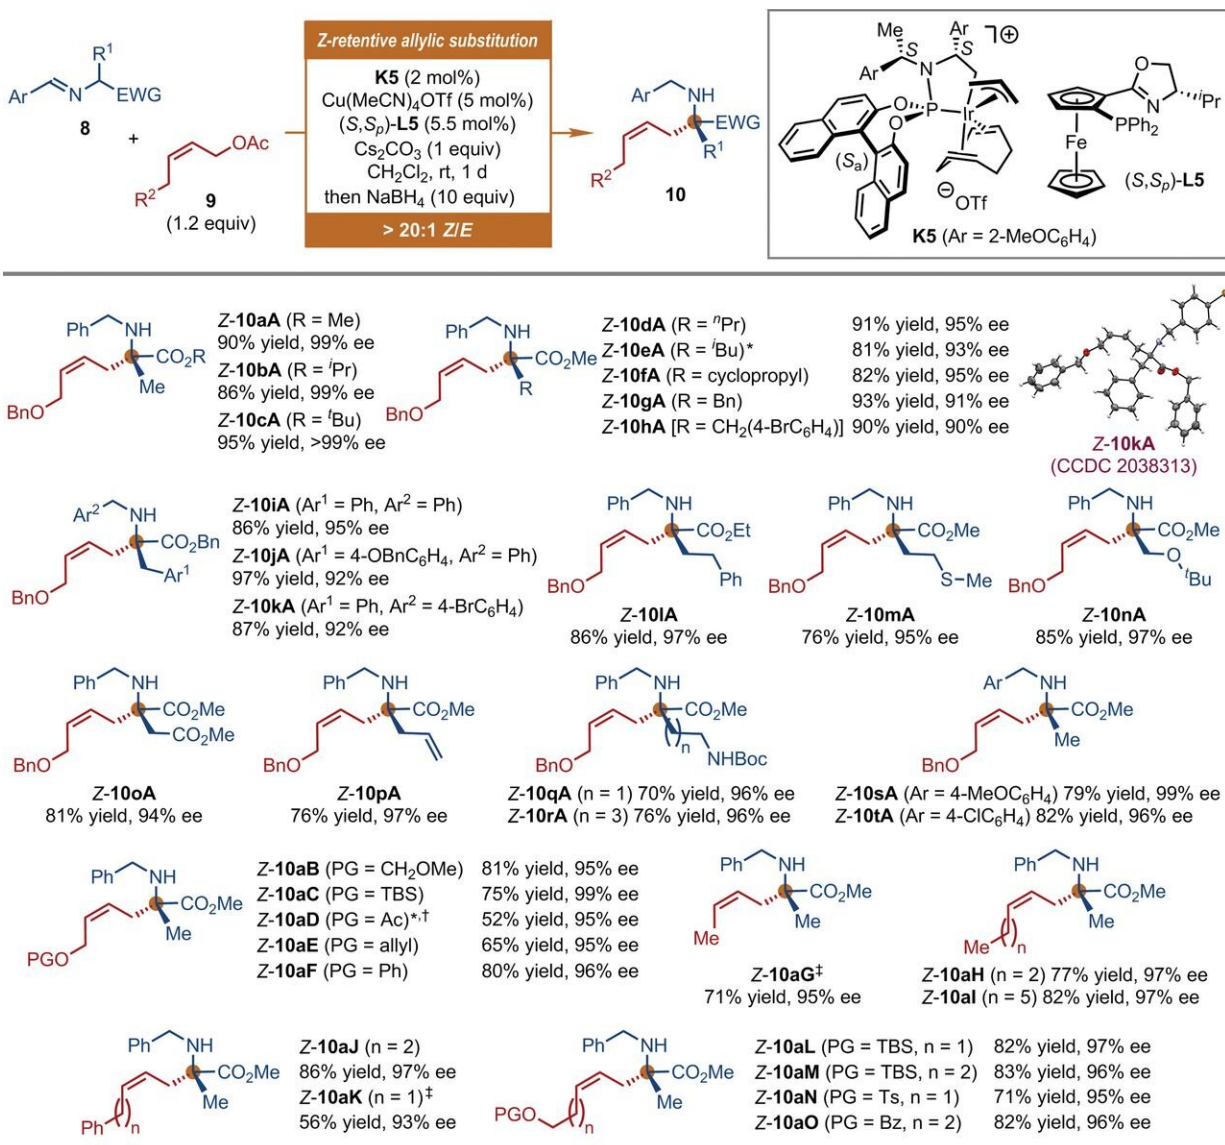 Z-retentive allylic substitution
K5 (2 mol%)
Cu(MeCN)4OTf (5 mol%)
(S,Sp)-L5 (5.5 mol%)
Cs2CO3 (1 equiv)
CH2Cl2, rt, 1 d
then NaBH4 (10 equiv)
> 20:1 Z/E
Ar N R1 EWG
8
+
OAc
R2
9
(1.2 equiv)
Ar NH
EWG
R1
R2
10
Me Ar
S S
Ar N
O P Ir
O
(Sa)
⊕
⊖OTf
K5 (Ar = 2-MeOC6H4)
O
N iPr
PPh2
Fe
(S,Sp)-L5
Ph NH
CO2R
Me
BnO
Z-10aA (R = Me)
90% yield, 99% ee
Z-10bA (R = iPr)
86% yield, 99% ee
Z-10cA (R = tBu)
95% yield, >99% ee
Ph NH
CO2Me
R
BnO
Z-10dA (R = nPr) 91% yield, 95% ee
Z-10eA (R = iBu)* 81% yield, 93% ee
Z-10fA (R = cyclopropyl) 82% yield, 95% ee
Z-10gA (R = Bn) 93% yield, 91% ee
Z-10hA [R = CH2(4-BrC6H4)] 90% yield, 90% ee
Z-10kA
(CCDC 2038313)
Ar2 NH
CO2Bn
Ar1
BnO
Z-10iA (Ar1 = Ph, Ar2 = Ph)
86% yield, 95% ee
Z-10jA (Ar1 = 4-OBnC6H4, Ar2 = Ph)
97% yield, 92% ee
Z-10kA (Ar1 = Ph, Ar2 = 4-BrC6H4)
87% yield, 92% ee
Ph NH
CO2Et
Ph
BnO
Z-10lA
86% yield, 97% ee
Ph NH
CO2Me
S-Me
BnO
Z-10mA
76% yield, 95% ee
Ph NH
CO2Me
O
tBu
BnO
Z-10nA
85% yield, 97% ee
Ph NH
CO2Me
CO2Me
BnO
Z-10oA
81% yield, 94% ee
Ph NH
CO2Me
BnO
Z-10pA
76% yield, 97% ee
Ph NH
CO2Me
n
NHBoc
BnO
Z-10qA (n = 1) 70% yield, 96% ee
Z-10rA (n = 3) 76% yield, 96% ee
Ar NH
CO2Me
Me
BnO
Z-10sA (Ar = 4-MeOC6H4) 79% yield, 99% ee
Z-10tA (Ar = 4-ClC6H4) 82% yield, 96% ee
Ph NH
CO2Me
Me
PGO
Z-10aB (PG = CH2OMe) 81% yield, 95% ee
Z-10aC (PG = TBS) 75% yield, 99% ee
Z-10aD (PG = Ac)*,† 52% yield, 95% ee
Z-10aE (PG = allyl) 65% yield, 95% ee
Z-10aF (PG = Ph) 80% yield, 96% ee
Ph NH
CO2Me
Me
Me
Z-10aG‡
71% yield, 95% ee
Ph NH
CO2Me
Me
Me n
Z-10aH (n = 2) 77% yield, 97% ee
Z-10aI (n = 5) 82% yield, 97% ee
Ph NH
CO2Me
Me
Ph n
Z-10aJ (n = 2)
86% yield, 97% ee
Z-10aK (n = 1)‡
56% yield, 93% ee
Ph NH
CO2Me
Me
PGO n
Z-10aL (PG = TBS, n = 1) 82% yield, 97% ee
Z-10aM (PG = TBS, n = 2) 83% yield, 96% ee
Z-10aN (PG = Ts, n = 1) 71% yield, 95% ee
Z-10aO (PG = Bz, n = 2) 82% yield, 96% ee